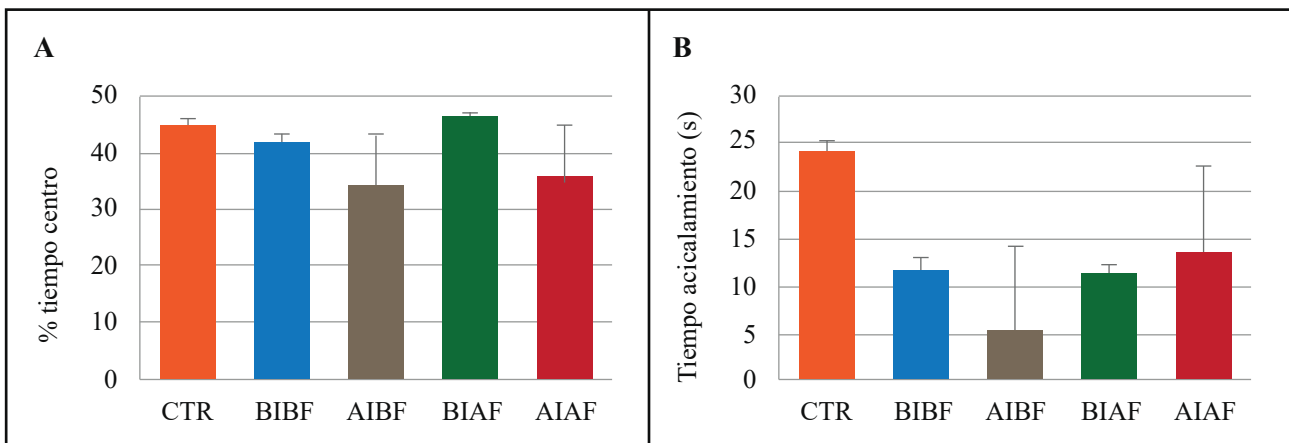 A
% tiempo centro
50
40
30
20
10
0
CTR BIBF AIBF BIAF AIAF
B
Tiempo acicalamiento (s)
30
25
20
15
10
5
0
CTR BIBF AIBF BIAF AIAF